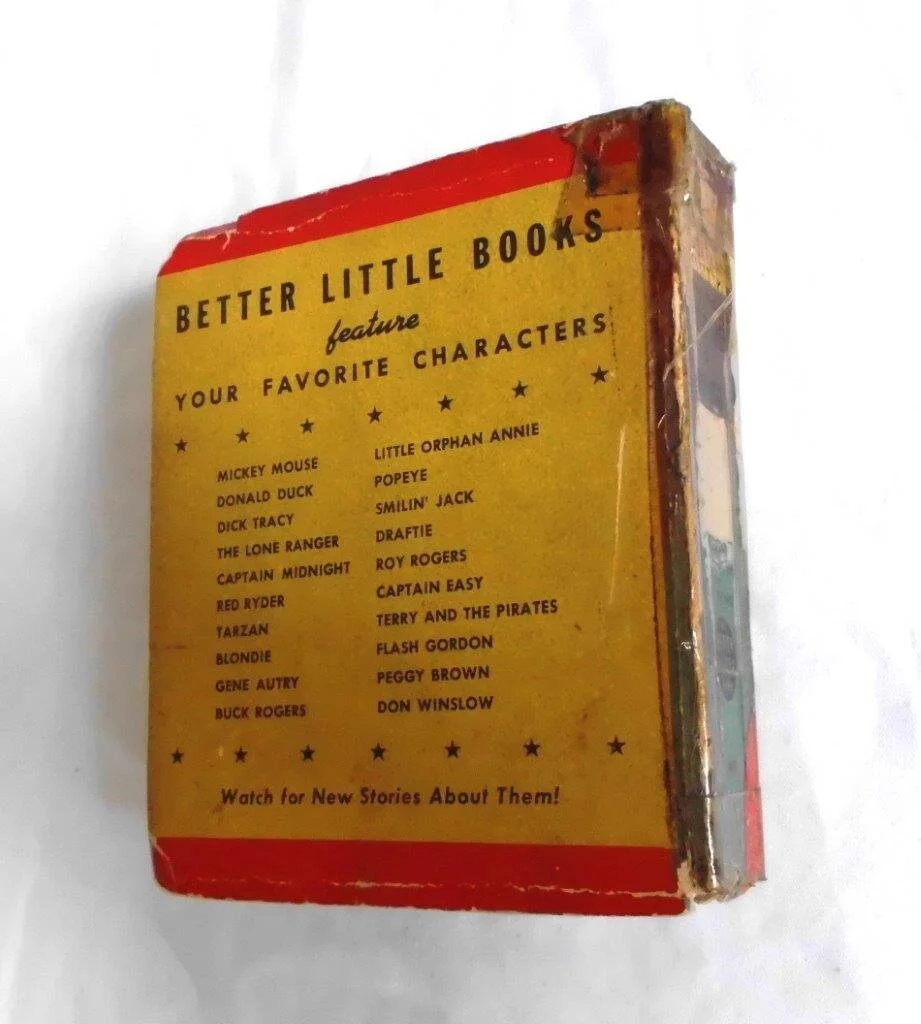 BETTER LITTLE BOOKS
feature
YOUR FAVORITE CHARACTERS
MICKEY MOUSE
DONALD DUCK
DICK TRACY
THE LONE RANGER
CAPTAIN MIDNIGHT
RED RYDER
TARZAN
BLONDIE
GENE AUTRY
BUCK ROGERS
LITTLE ORPHAN ANNIE
POPEYE
SMILIN' JACK
DRAFTIE
ROY ROGERS
CAPTAIN EASY
TERRY AND THE PIRATES
FLASH GORDON
PEGGY BROWN
DON WINSLOW
Watch for New Stories About Them!